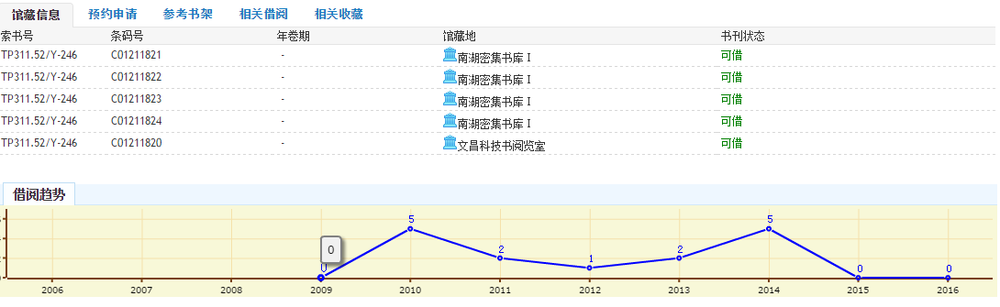 馆藏信息 预约申请 参考书架 相关借阅 相关收藏
索书号 条码号 年卷期 馆藏地 书刊状态
TP311.52/Y-246 C01211821 - 南湖密集书库Ⅰ 可借
TP311.52/Y-246 C01211822 - 南湖密集书库Ⅰ 可借
TP311.52/Y-246 C01211823 - 南湖密集书库Ⅰ 可借
TP311.52/Y-246 C01211824 - 南湖密集书库Ⅰ 可借
TP311.52/Y-246 C01211820 - 文昌科技书阅览室 可借
借阅趋势
5 5
0 2 2
1
0 0 0
2006 2007 2008 2009 2010 2011 2012 2013 2014 2015 2016